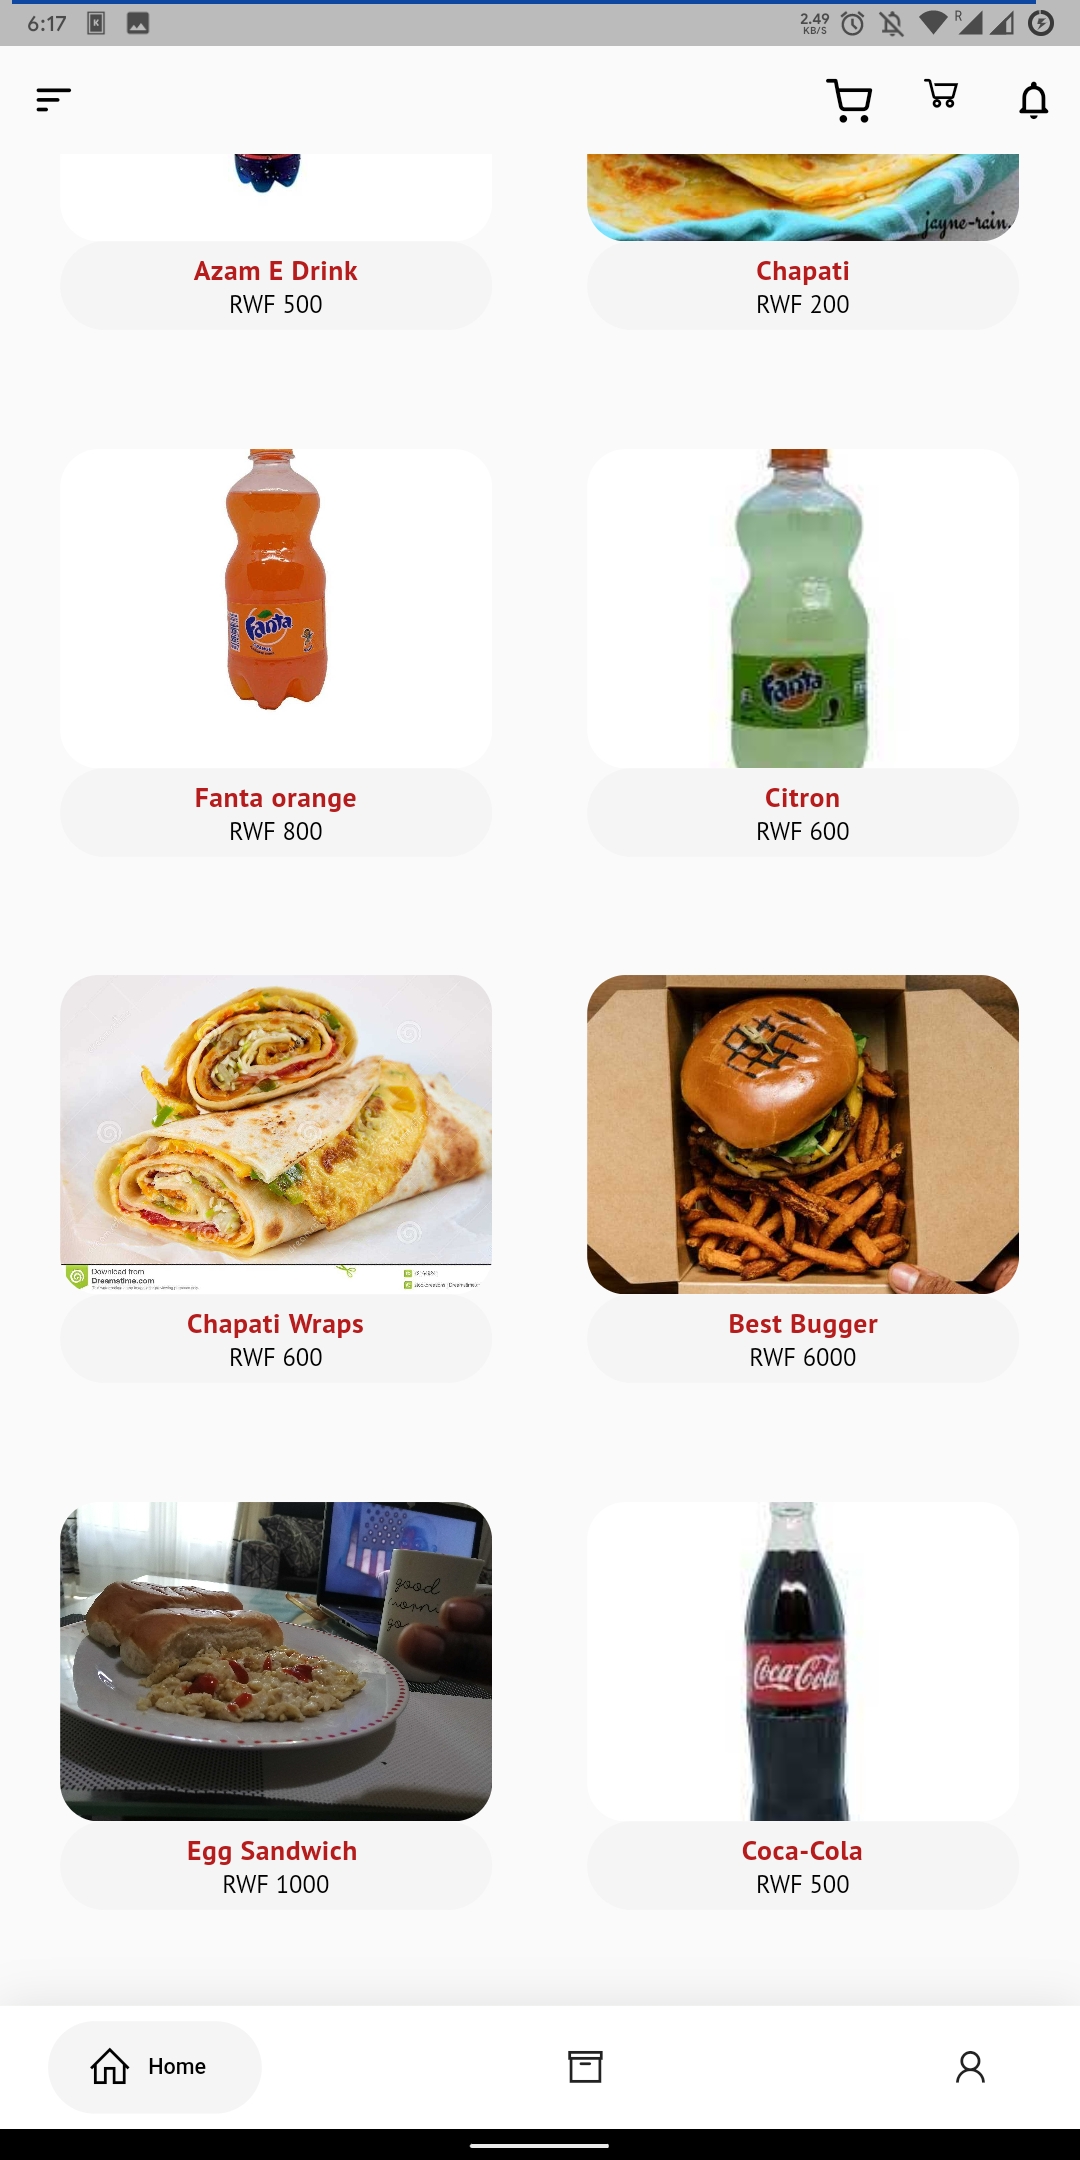 6:17
2.49
KB/S
R
jayne-rain.
Azam E Drink
RWF 500
Chapati
RWF 200
Fanta
Fanta
Fanta orange
RWF 800
Citron
RWF 600
Download from
Dreamstime.com
Chapati Wraps
RWF 600
Best Bugger
RWF 6000
good
Coca-Cola
Egg Sandwich
RWF 1000
Coca-Cola
RWF 500
Home